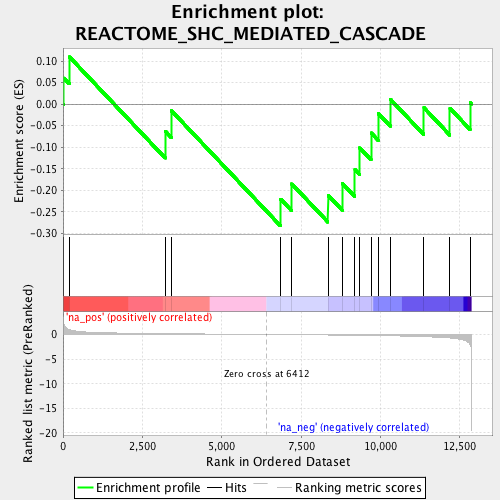 Enrichment plot:
REACTOME_SHC_MEDIATED_CASCADE
Enrichment score (ES)
0.10
0.05
0.00
-0.05
-0.10
-0.15
-0.20
-0.25
-0.30
'na_pos' (positively correlated)
Ranked list metric (PreRanked)
0
-5
-10
-15
-20
Zero cross at 6412
'na_neg' (negatively correlated)
0
2,500
5,000
7,500
10,000
12,500
Rank in Ordered Dataset
Enrichment profile
Hits
Ranking metric scores